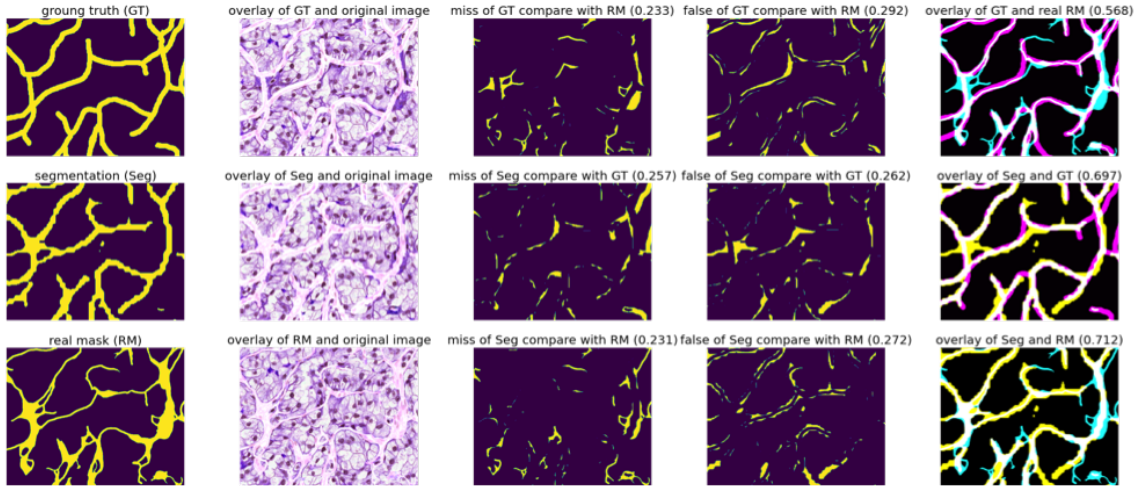 groung truth (GT)
overlay of GT and original image
miss of GT compare with RM (0.233)
false of GT compare with RM (0.292)
overlay of GT and real RM (0.568)
segmentation (Seg)
overlay of Seg and original image
miss of Seg compare with GT (0.257)
false of Seg compare with GT (0.262)
overlay of Seg and GT (0.697)
real mask (RM)
overlay of RM and original image
miss of Seg compare with RM (0.231)
false of Seg compare with RM (0.272)
overlay of Seg and RM (0.712)